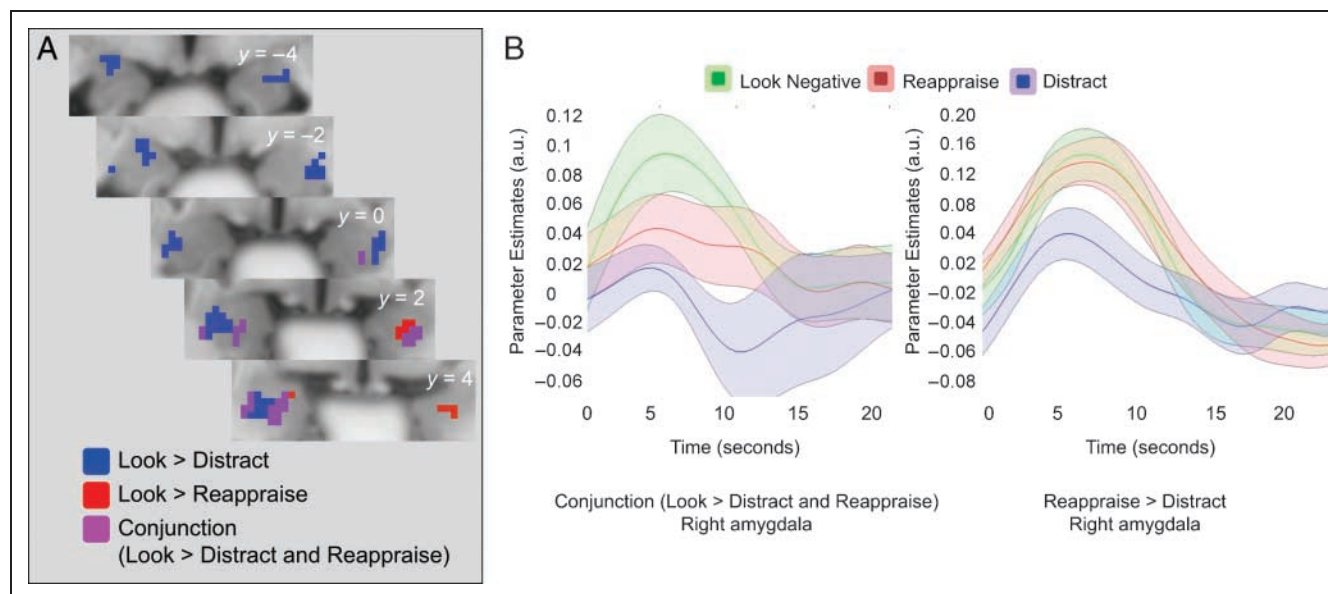 A
y = –4
y = –2
y = 0
y = 2
y = 4
Look > Distract
Look > Reappraise
Conjunction
(Look > Distract and Reappraise)
B
Look Negative
Reappraise
Distract
Parameter Estimates (a.u.)
0.12
0.1
0.08
0.06
0.04
0.02
0
–0.02
–0.04
–0.06
0
5
10
15
20
Time (seconds)
Conjunction (Look > Distract and Reappraise)
Right amygdala
Parameter Estimates (a.u.)
0.20
0.16
0.12
0.08
0.04
0.02
–0.02
–0.04
–0.06
–0.08
0
5
10
15
20
Time (seconds)
Reappraise > Distract
Right amygdala